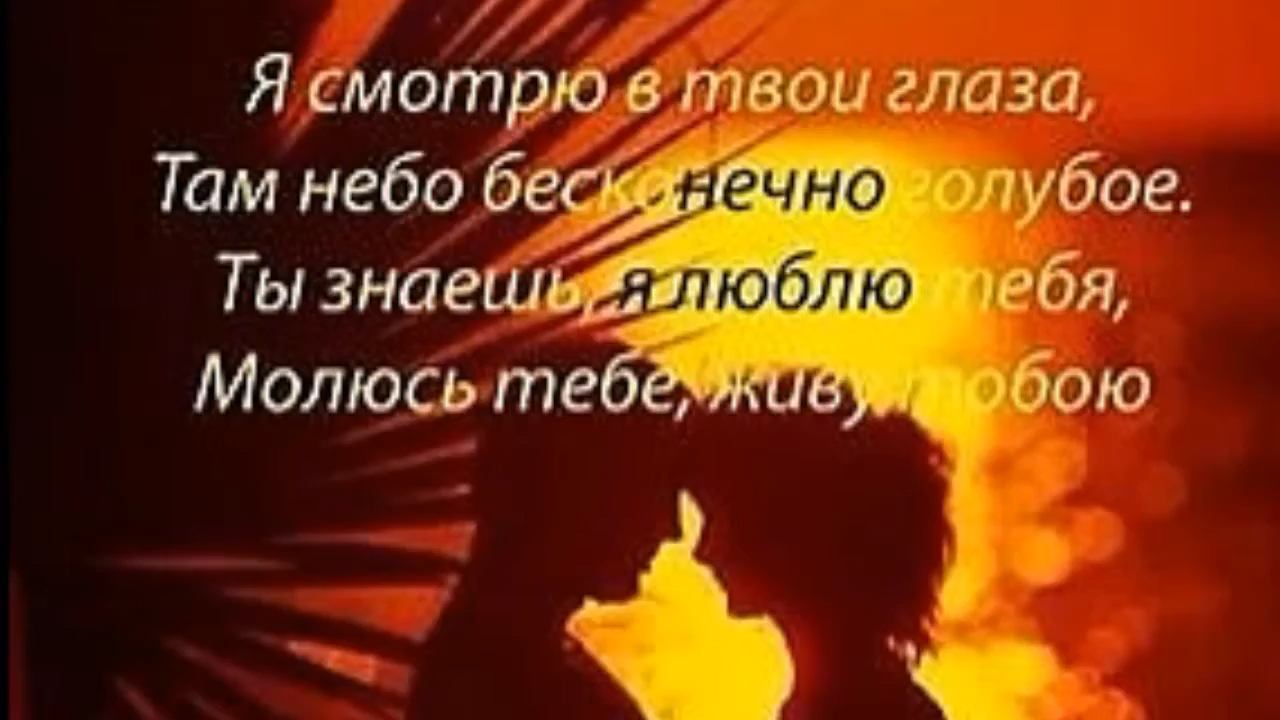 Я смотрю в твои глаза,
Там небо бесконечно голубое.
Ты знаешь, я люблю тебя,
Молюсь тебе, живу тобою